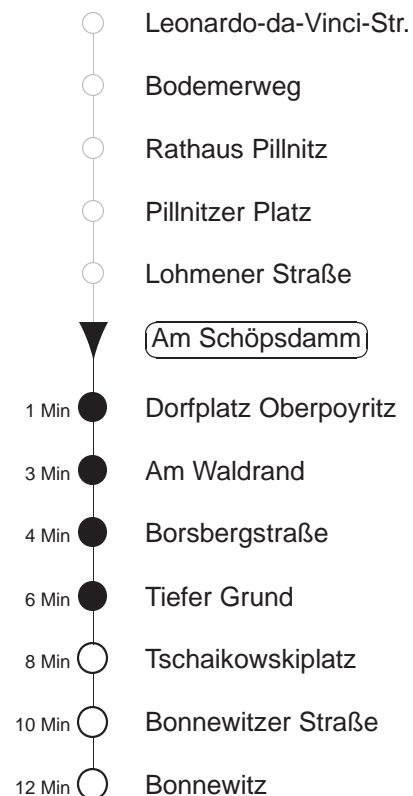 Leonardo-da-Vinci-Str.
Bodemerweg
Rathaus Pillnitz
Pillnitzer Platz
Lohmener Straße
Am Schöpsdamm
1 Min Dorfplatz Oberpoyritz
3 Min Am Waldrand
4 Min Borsbergstraße
6 Min Tiefer Grund
8 Min Tschaikowskiplatz
10 Min Bonnewitzer Straße
12 Min Bonnewitz